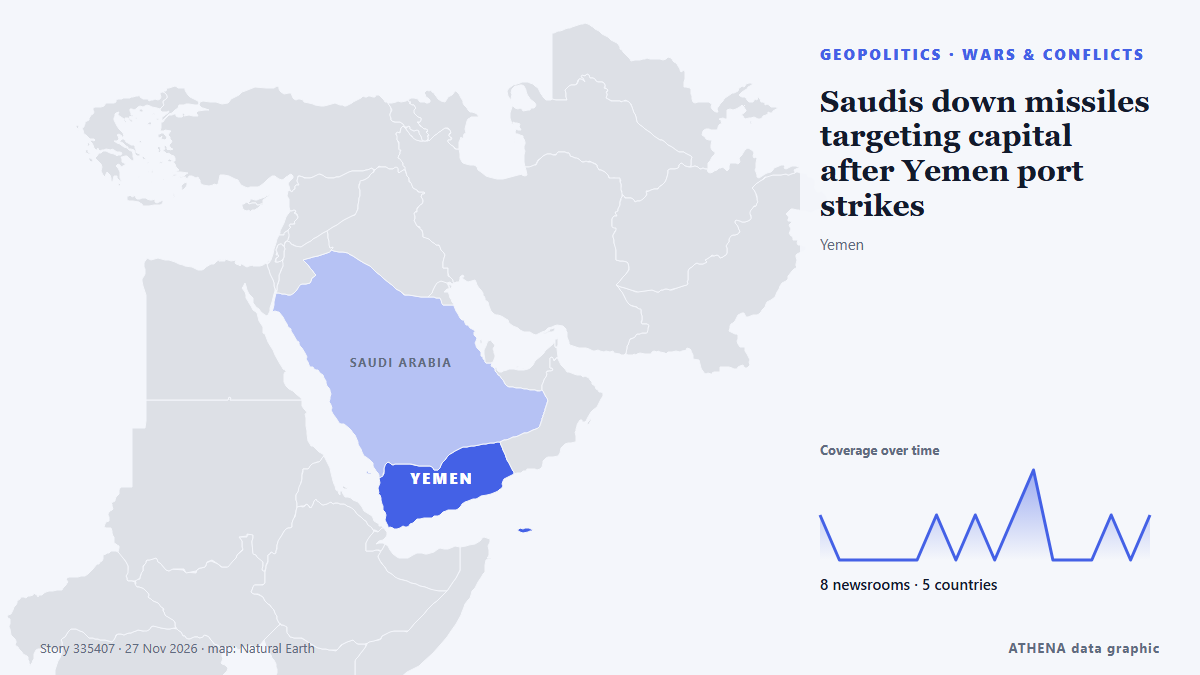 GEOPOLITICS · WARS & CONFLICTS
Saudis down missiles
targeting capital
after Yemen port
strikes
Yemen
SAUDI ARABIA
YEMEN
Coverage over time
8 newsrooms · 5 countries
Story 335407 · 27 Nov 2026 · map: Natural Earth
ATHENA data graphic